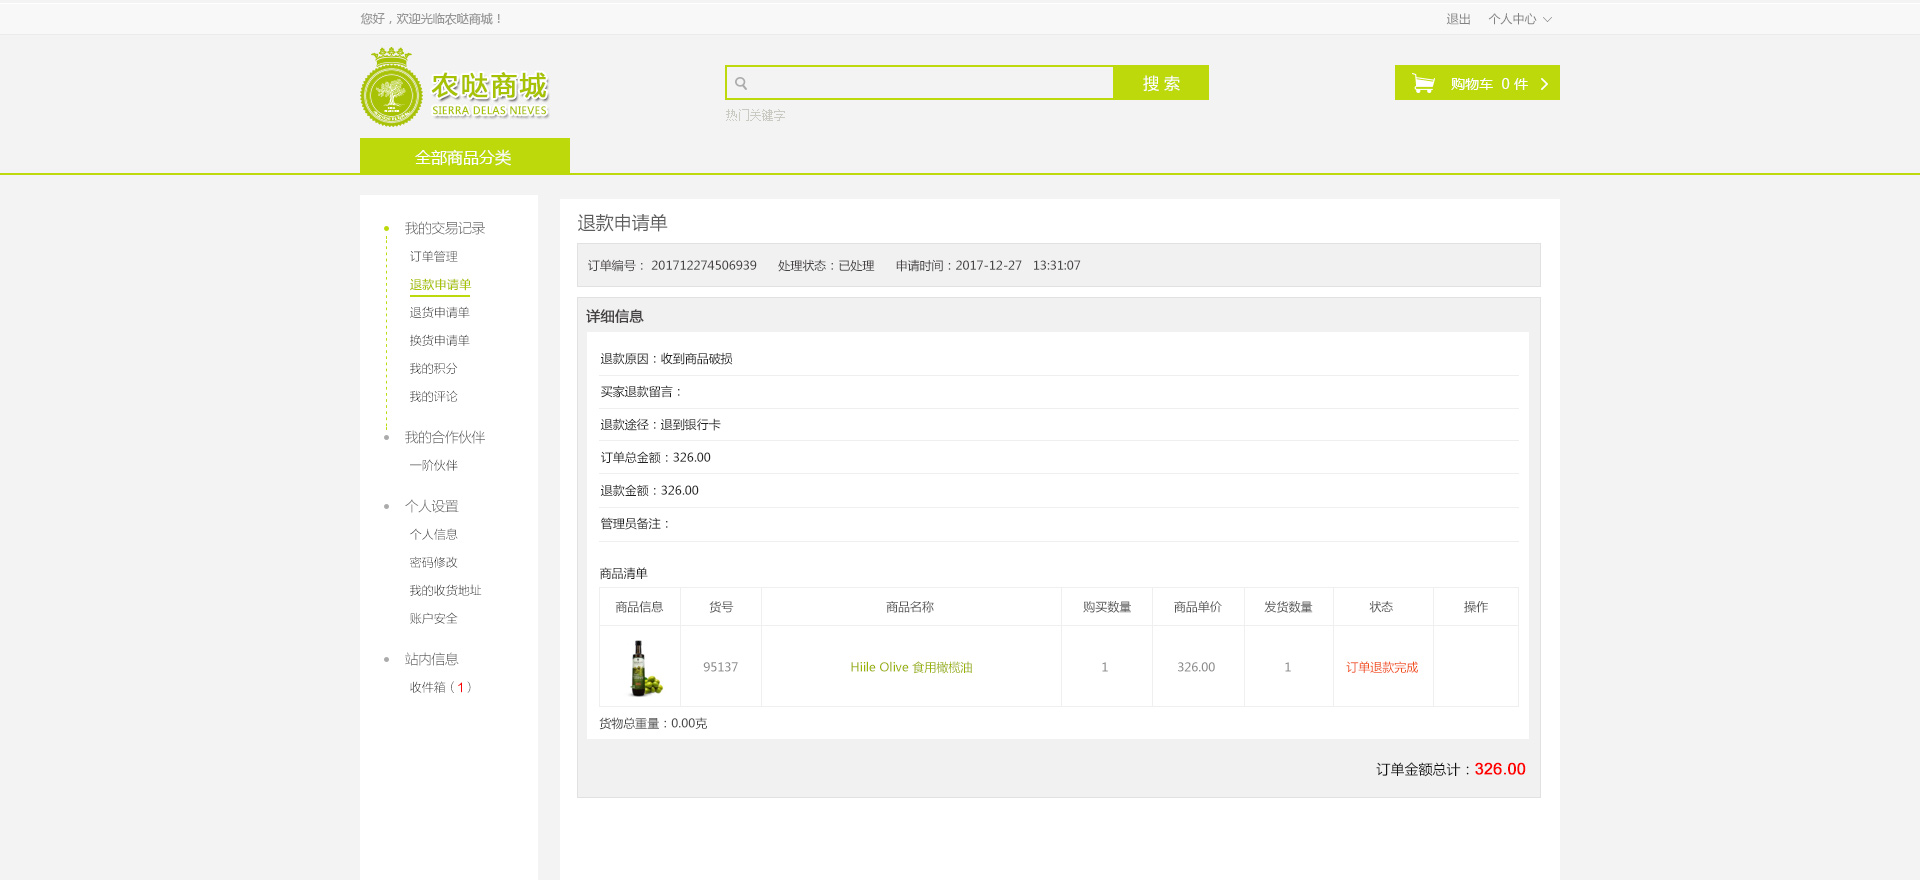 您好，欢迎光临农哒商城！
退出 个人中心
农哒商城
SIERRA DELAS NIEVES
搜 索
购物车 0 件
热门关键字
全部商品分类
我的交易记录
订单管理
退款申请单
退货申请单
换货申请单
我的积分
我的评论
我的合作伙伴
一阶伙伴
个人设置
个人信息
密码修改
我的收货地址
账户安全
站内信息
收件箱（1）
退款申请单
订单编号： 201712274506939 处理状态：已处理 申请时间：2017-12-27 13:31:07
详细信息
退款原因：收到商品破损
买家退款留言：
退款途径：退到银行卡
订单总金额：326.00
退款金额：326.00
管理员备注：
商品清单
商品信息 货号 商品名称 购买数量 商品单价 发货数量 状态 操作
95137 Hiile Olive 食用橄榄油 1 326.00 1 订单退款完成
货物总重量：0.00克
订单金额总计：326.00